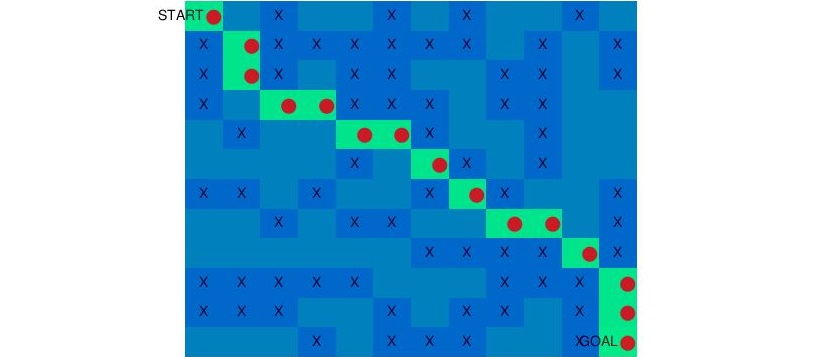 START X X X X
X X X X X X X X X
X X X X X X X
X X X X X X
X X X
X X X
X X X X X X
X X X X
X X X X X
X X X X X X X X
X X X X X X X
X X X X XGOAL